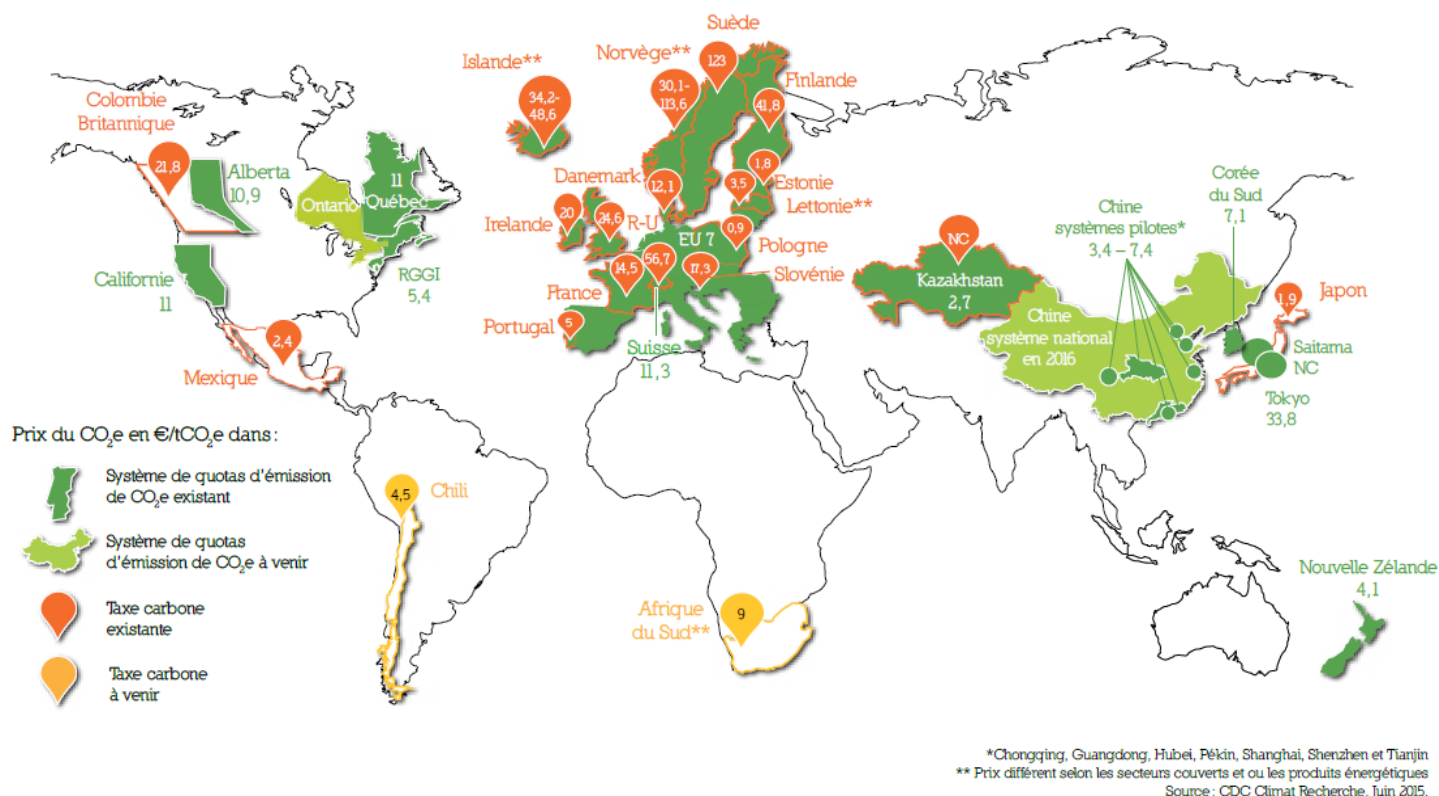 Suède
123
Norvège**
30,1-
113,6
Islande**
34,2-
48,6
Finlande
41,8
Colombie
Britannique
21,8
Alberta
10,9
11
Québec
Ontario
Danemark
12,1
1,8
3,5
Estonie
Lettonie**
Irlande
20
24,6
R-U
EU 7
0,9
Pologne
Californie
11
RGGI
5,4
14,5
56,7
17,3
Slovénie
France
Portugal
5
Suisse
11,3
NC
Kazakhstan
2,7
Chine
systèmes pilotes*
3,4 – 7,4
Corée
du Sud
7,1
Chine
système national
en 2016
1,9
Japon
Saitama
NC
Tokyo
33,8
2,4
Mexique
Prix du CO2e en €/tCO2e dans :
Système de quotas d'émission
de CO2e existant
Système de quotas
d'émission de CO2e à venir
Taxe carbone
existante
Taxe carbone
à venir
4,5
Chili
Afrique
du Sud**
9
Nouvelle Zélande
4,1
*Chongqing, Guangdong, Hubei, Pékin, Shanghai, Shenzhen et Tianjin
** Prix différent selon les secteurs couverts et ou les produits énergétiques
Source : CDC Climat Recherche, Juin 2015.